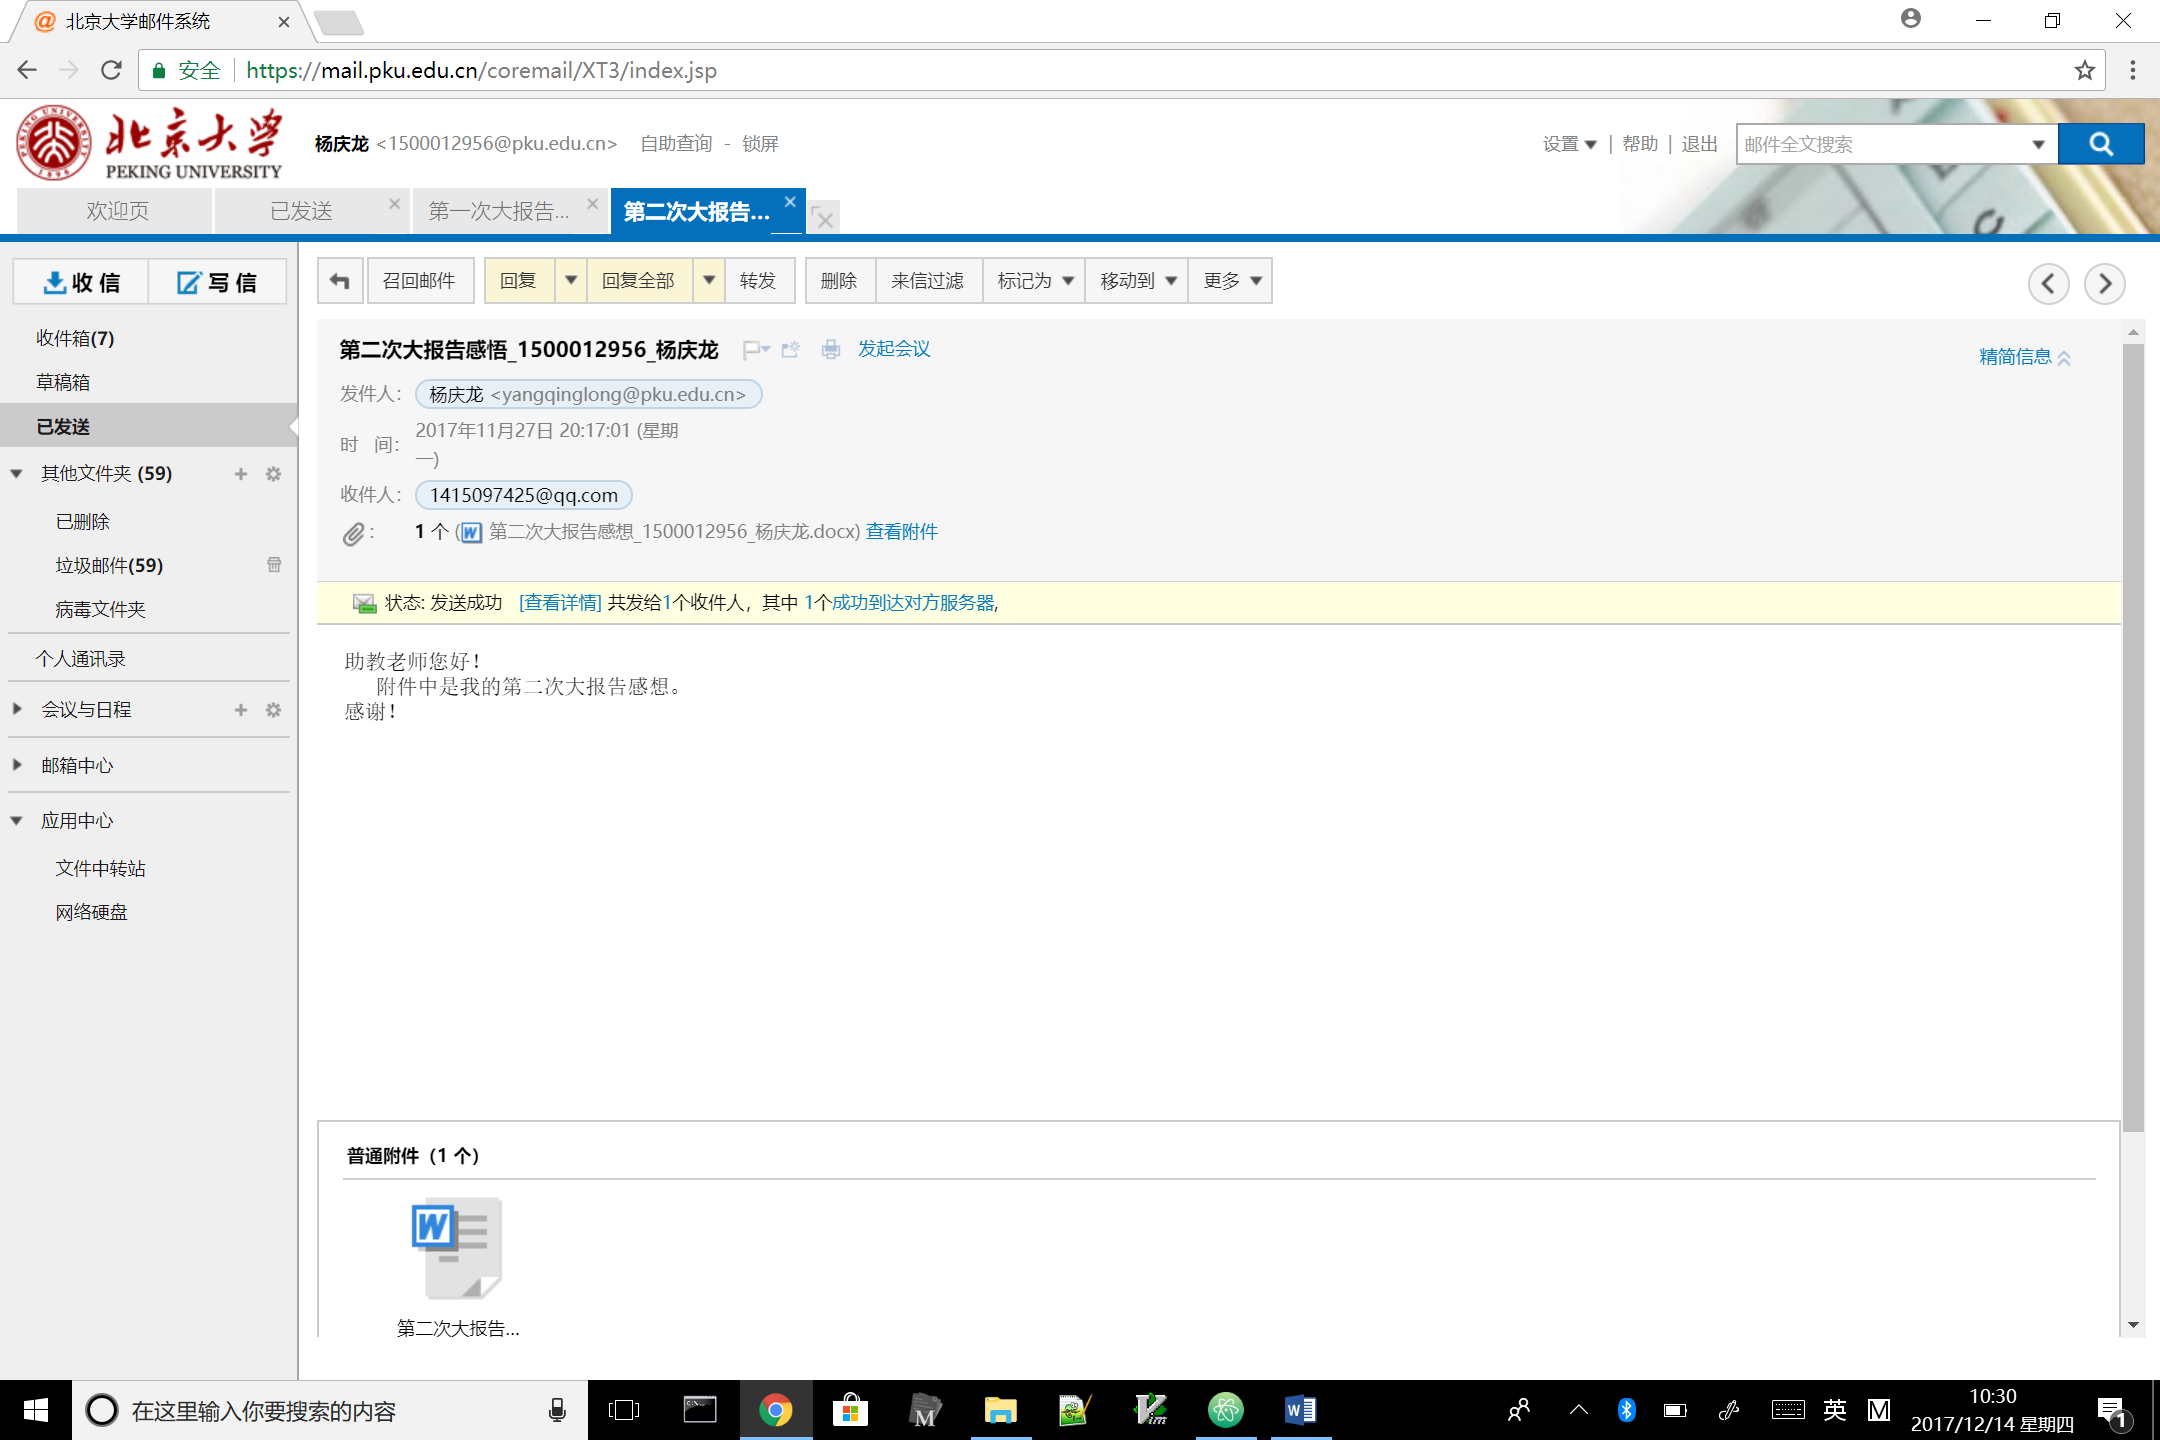 北京大学邮件系统
安全 https://mail.pku.edu.cn/coremail/XT3/index.jsp
北京大学
PEKING UNIVERSITY
杨庆龙 <1500012956@pku.edu.cn> 自助查询 - 锁屏
设置 | 帮助 | 退出
邮件全文搜索
欢迎页
已发送
第一次大报告...
第二次大报告...
收信
写信
召回邮件
回复
回复全部
转发
删除
来信过滤
标记为
移动到
更多
收件箱(7)
草稿箱
已发送
其他文件夹 (59)
已删除
垃圾邮件(59)
病毒文件夹
个人通讯录
会议与日程
邮箱中心
应用中心
文件中转站
网络硬盘
第二次大报告感悟_1500012956_杨庆龙
发起会议
精简信息
发件人: 杨庆龙 <yangqinglong@pku.edu.cn>
时 间: 2017年11月27日 20:17:01 (星期
一)
收件人: 1415097425@qq.com
: 1 个 (第二次大报告感想_1500012956_杨庆龙.docx) 查看附件
状态: 发送成功 [查看详情] 共发给1个收件人，其中 1个成功到达对方服务器,
助教老师您好！
附件中是我的第二次大报告感想。
感谢！
普通附件（1 个）
W
第二次大报告...
在这里输入你要搜索的内容
英
M
10:30
2017/12/14 星期四
1